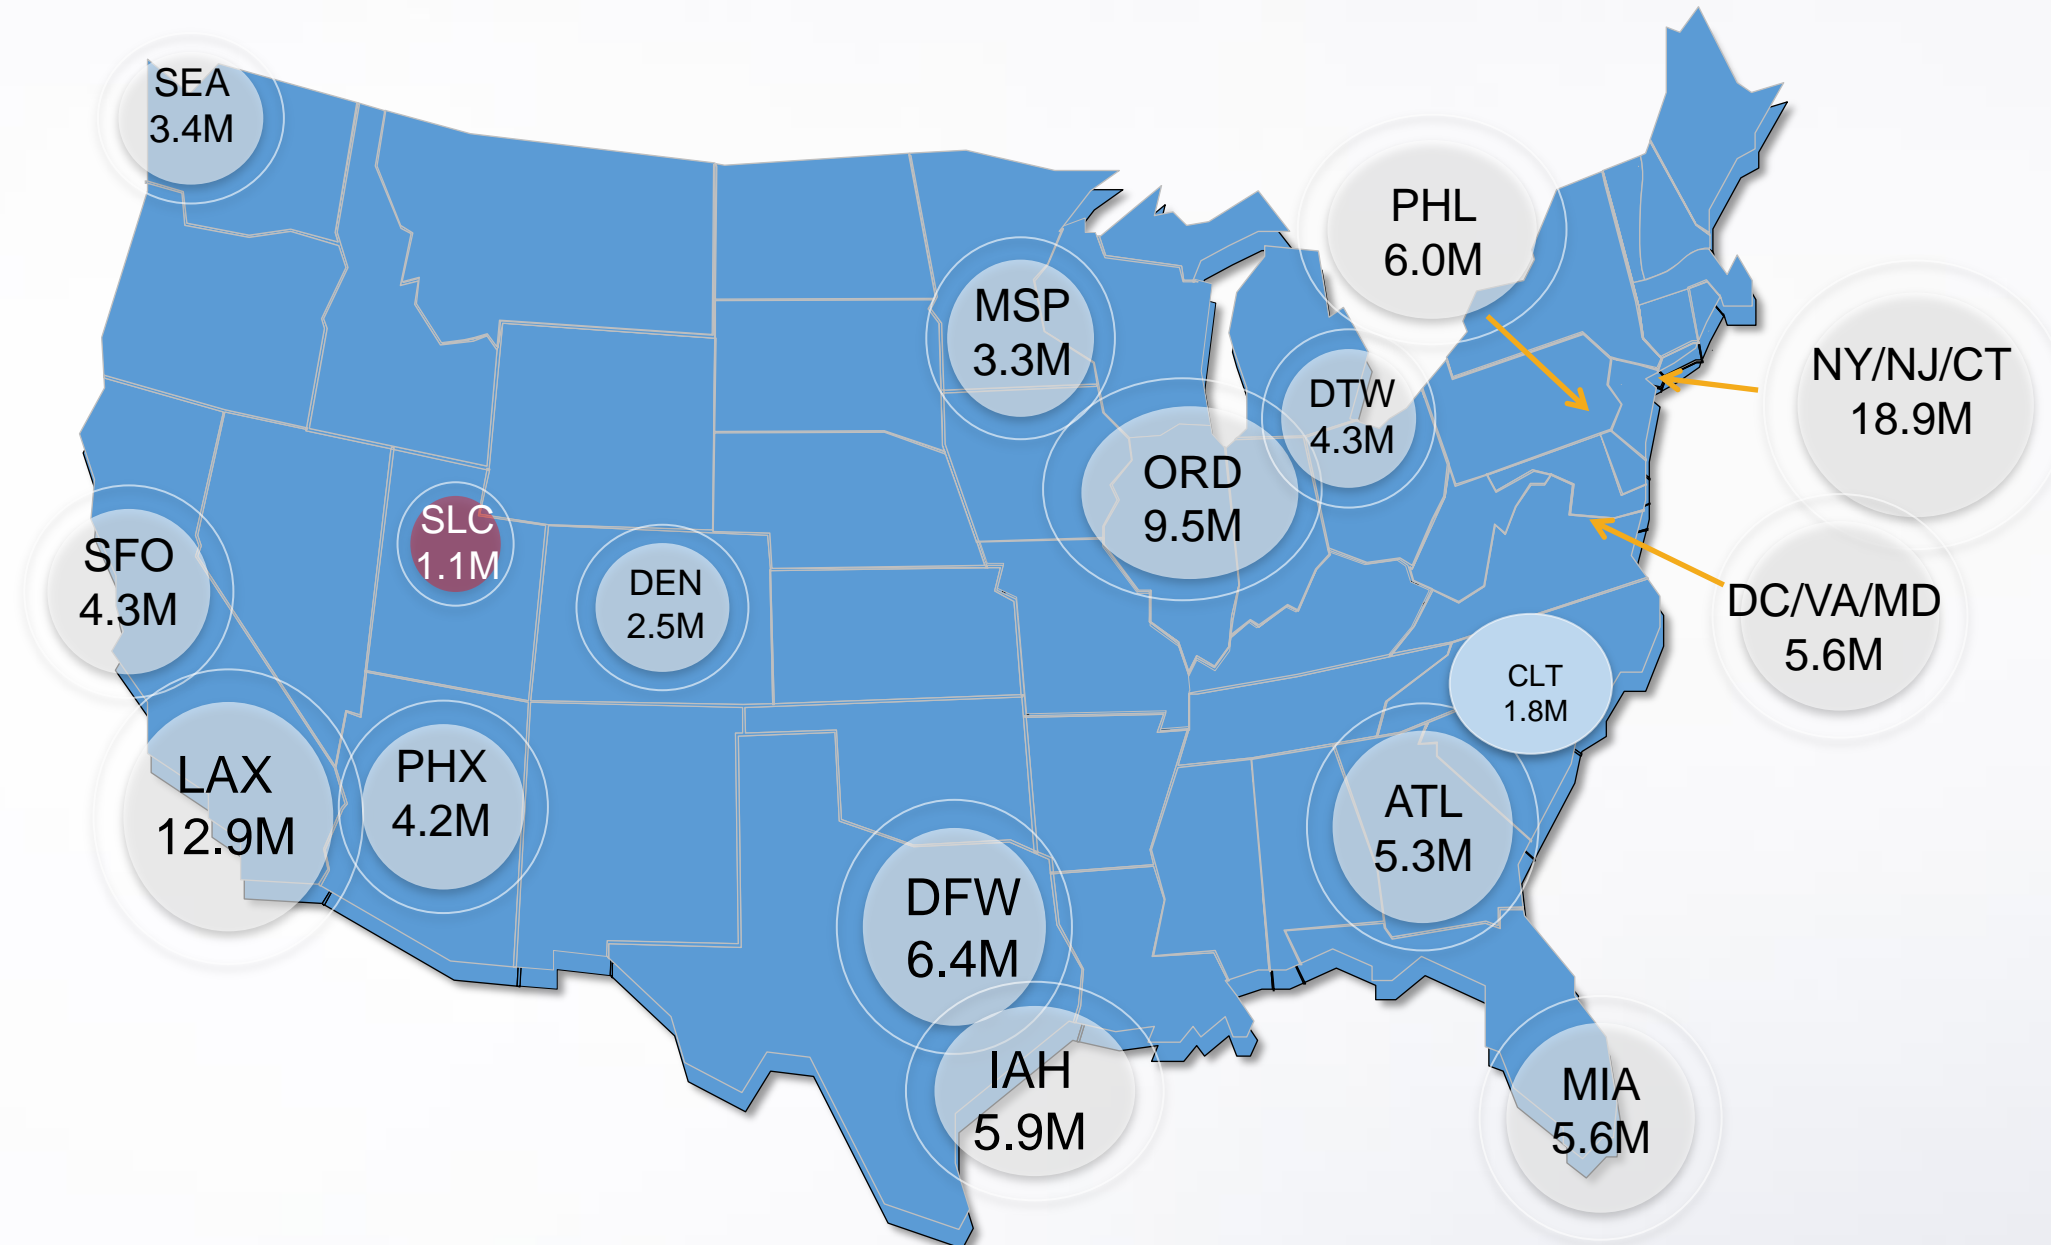 SEA
3.4M
PHL
6.0M
MSP
3.3M
NY/NJ/CT
18.9M
DTW
4.3M
ORD
9.5M
SLC
1.1M
SFO
4.3M
DEN
2.5M
DC/VA/MD
5.6M
CLT
1.8M
LAX
12.9M
PHX
4.2M
ATL
5.3M
DFW
6.4M
IAH
5.9M
MIA
5.6M